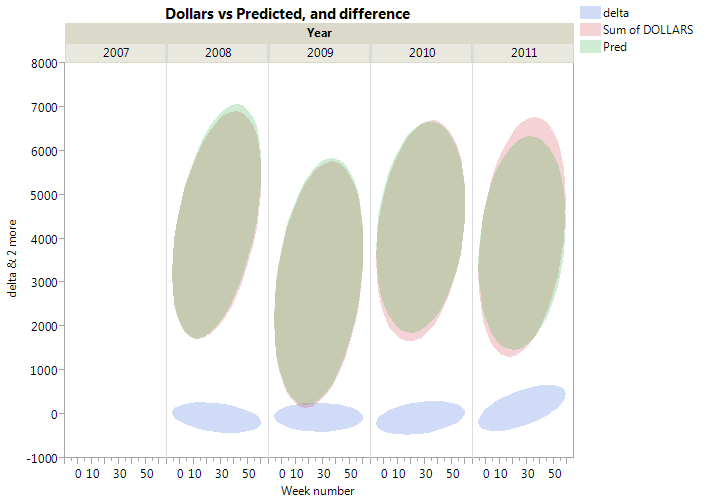 Dollars vs Predicted, and difference
delta
Sum of DOLLARS
Pred
Year
2007 2008 2009 2010 2011
8000
7000
6000
5000
4000
3000
2000
1000
0
-1000
delta & 2 more
0 10 30 50 0 10 30 50 0 10 30 50 0 10 30 50 0 10 30 50
Week number